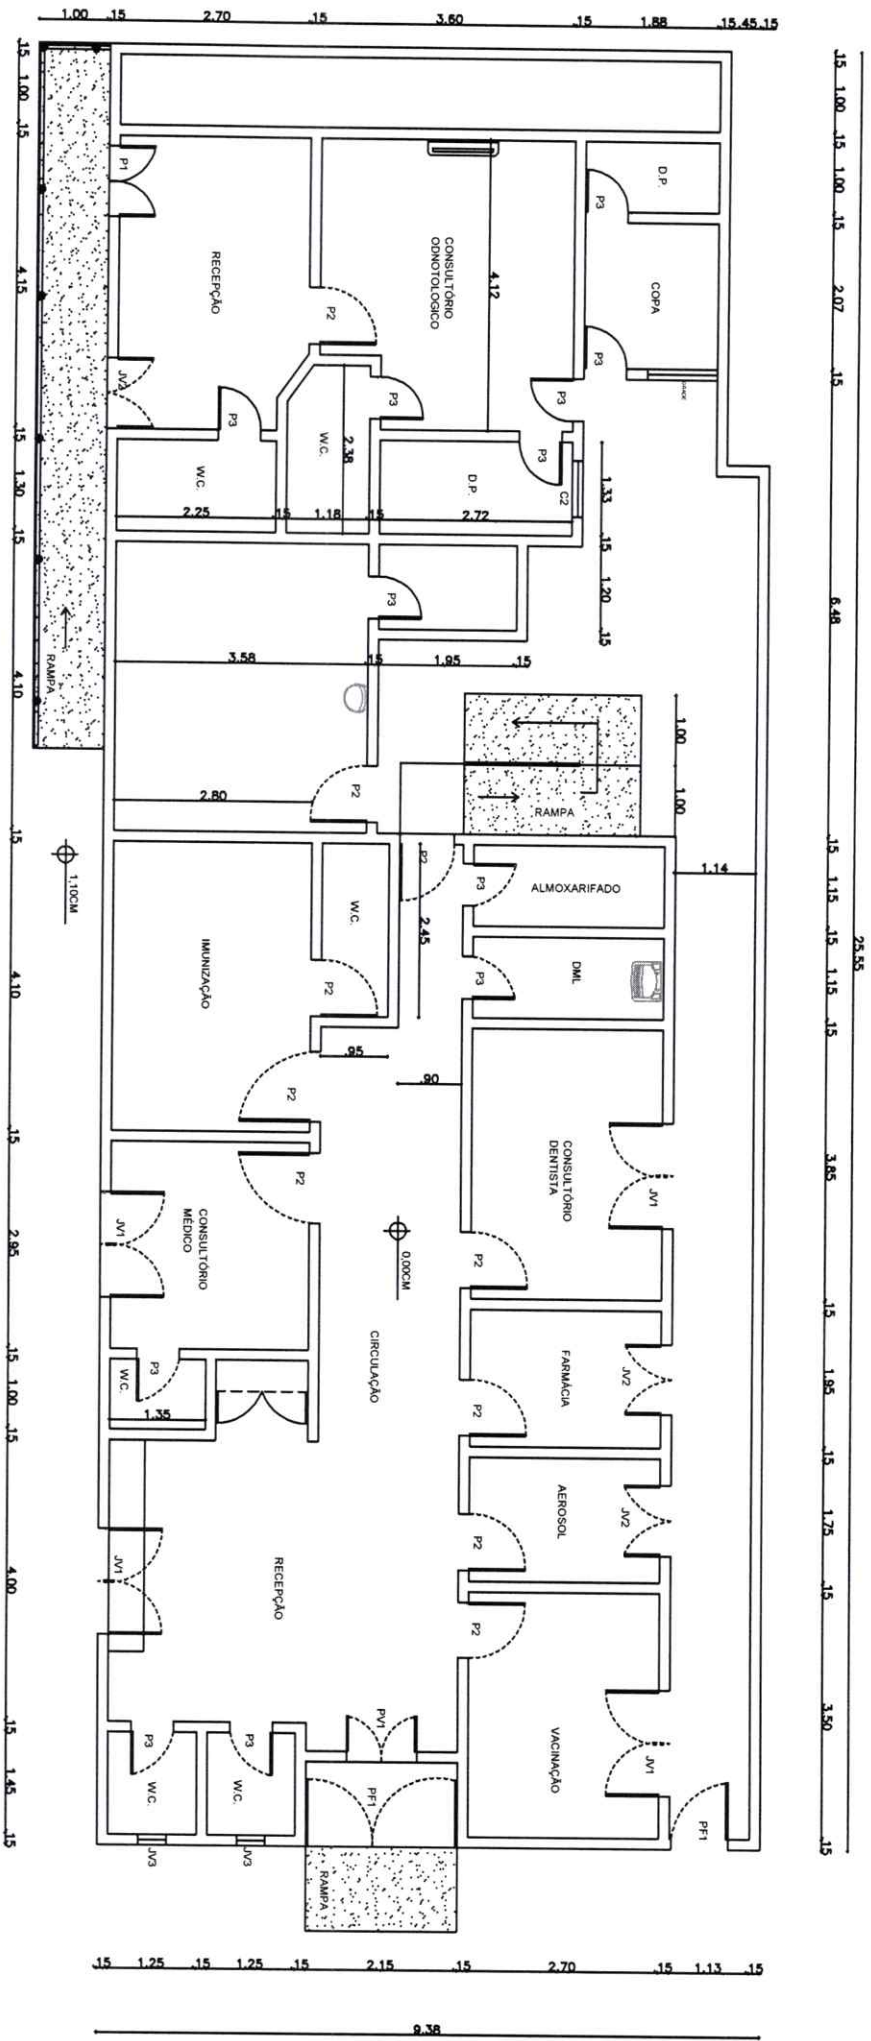 1.00 .15 2.70 .15 3.60 .15 1.88 .15 .45 .15
.15 1.00 .15 4.15 .15 1.30 .15 4.10 .15 4.10 .15 2.95 .15 1.00 .15 4.00 .15 1.45 .15
.15 1.00 .15 1.00 .15 2.07 .15 6.48 .15 1.15 .15 1.15 .15 3.85 .15 1.95 .15 1.75 .15 3.50 .15
25.55
D.P.
P3
COPA
P3
GRADE
P1
RECEPÇÃO
P2
CONSULTÓRIO
ODNOTOLOGICO
4.12
JV2
P3
P3
P3
P3
W.C.
2.25
.15
W.C.
2.38
1.18
.15
D.P.
2.72
C2
1.33
.15
1.20
.15
P3
3.58
.15
1.95
.15
RAMPA
2.80
P2
RAMPA
1.00
1.00
1.14
1,10CM
P2
2.45
W.C.
P2
P3
ALMOXARIFADO
P3
DML
IMUNIZAÇÃO
.95
.90
P2
P2
CONSULTÓRIO
DENTISTA
JV1
P2
CONSULTÓRIO
MÉDICO
JV1
0,00CM
CIRCULAÇÃO
P3
W.C.
1.35
FARMÁCIA
JV2
P2
AEROSOL
JV2
P2
JV1
RECEPÇÃO
P2
VACINAÇÃO
JV1
PF1
P3
W.C.
JV3
P3
W.C.
JV3
PV1
PF1
RAMPA
.15 1.25 .15 1.25 .15 2.15 .15 2.70 .15 1.13 .15
9.38